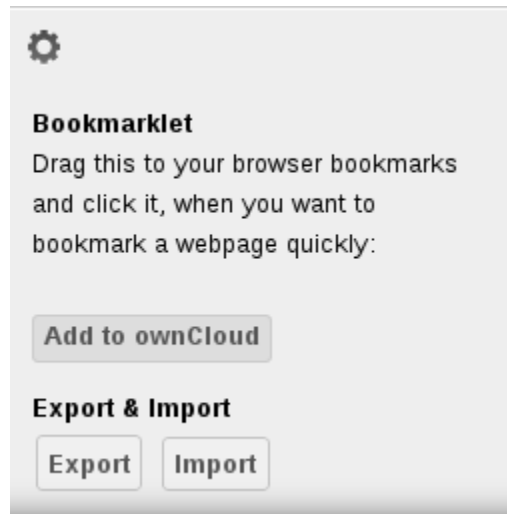 Bookmarklet
Drag this to your browser bookmarks
and click it, when you want to
bookmark a webpage quickly:
Add to ownCloud
Export & Import
Export Import